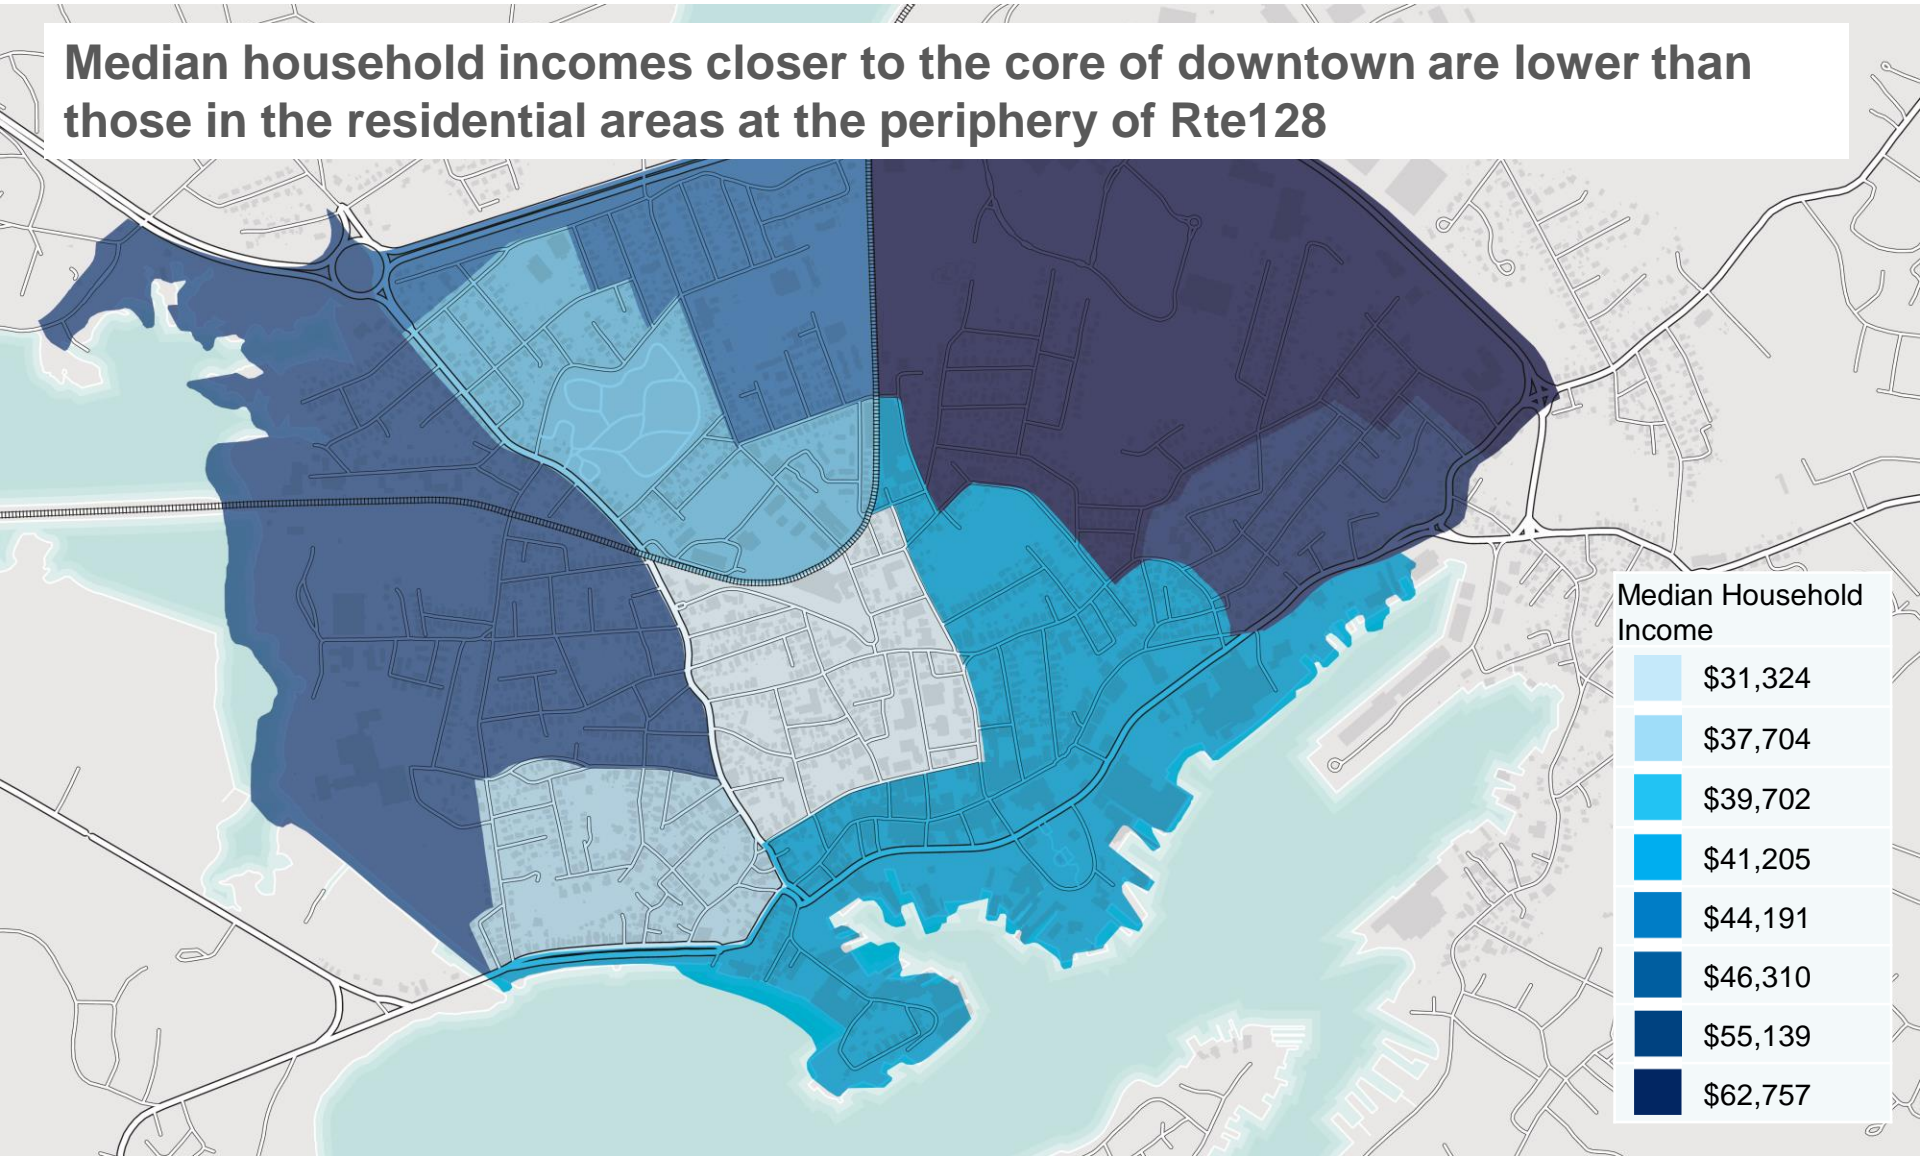 Median household incomes closer to the core of downtown are lower than
those in the residential areas at the periphery of Rte128
Median Household
Income
$31,324
$37,704
$39,702
$41,205
$44,191
$46,310
$55,139
$62,757